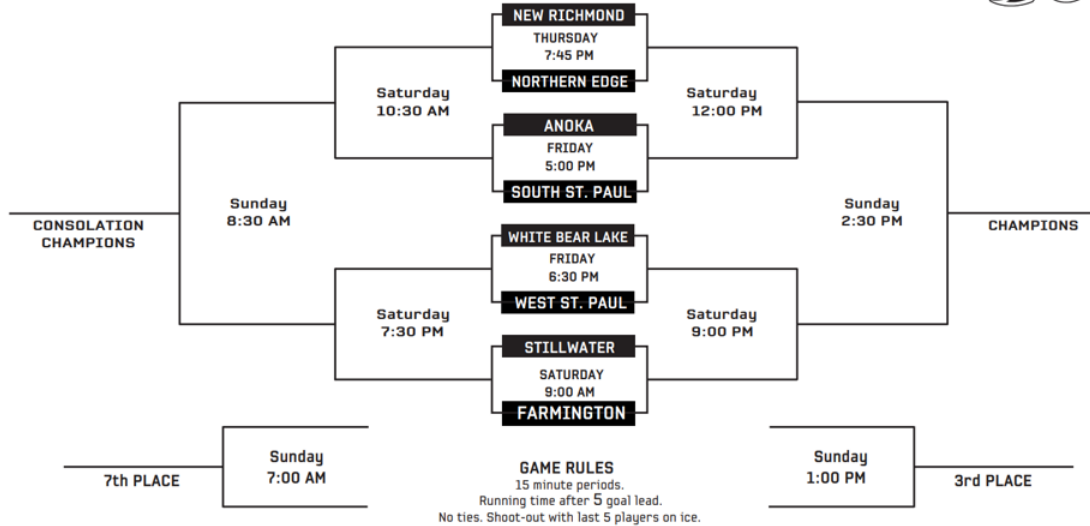 NEW RICHMOND
THURSDAY
7:45 PM
NORTHERN EDGE
Saturday
10:30 AM
Saturday
12:00 PM
ANOKA
FRIDAY
5:00 PM
SOUTH ST. PAUL
Sunday
8:30 AM
Sunday
2:30 PM
CONSOLATION
CHAMPIONS
CHAMPIONS
WHITE BEAR LAKE
FRIDAY
6:30 PM
WEST ST. PAUL
Saturday
7:30 PM
Saturday
9:00 PM
STILLWATER
SATURDAY
9:00 AM
FARMINGTON
Sunday
7:00 AM
7th PLACE
Sunday
1:00 PM
3rd PLACE
GAME RULES
15 minute periods.
Running time after 5 goal lead.
No ties. Shoot-out with last 5 players on ice.